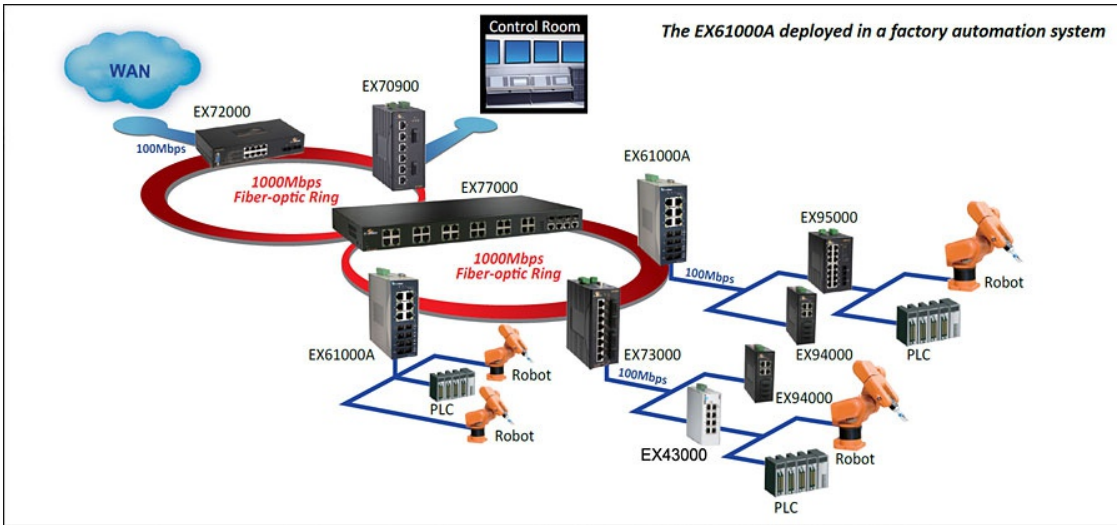 The EX61000A deployed in a factory automation system
Control Room
WAN
EX72000
EX70900
100Mbps
1000Mbps
Fiber-optic Ring
EX77000
EX61000A
1000Mbps
Fiber-optic Ring
100Mbps
EX95000
Robot
EX94000
PLC
EX61000A
Robot
PLC
Robot
EX73000
100Mbps
EX94000
EX43000
Robot
PLC